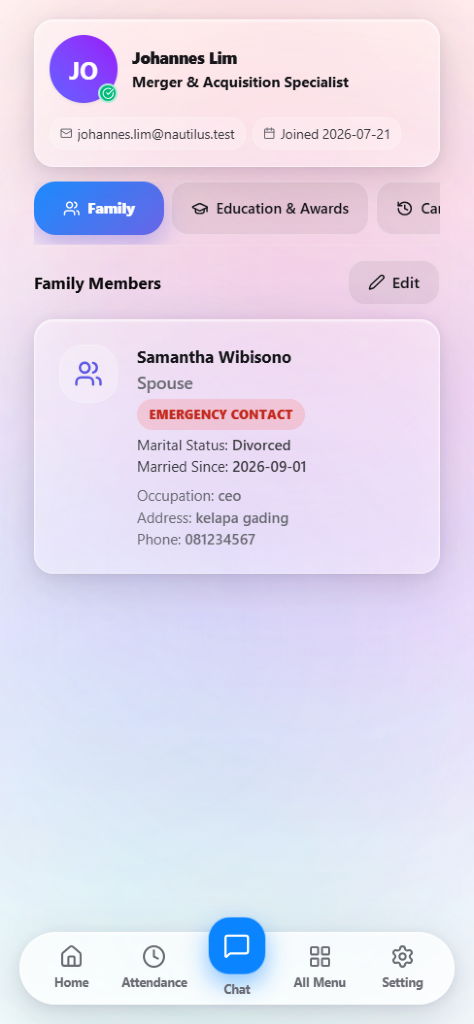 JO
Johannes Lim
Merger & Acquisition Specialist
johannes.lim@nautilus.test
Joined 2026-07-21
Family
Education & Awards
Family Members
Edit
Samantha Wibisono
Spouse
EMERGENCY CONTACT
Marital Status: Divorced
Married Since: 2026-09-01
Occupation: ceo
Address: kelapa gading
Phone: 081234567
Home
Attendance
Chat
All Menu
Setting